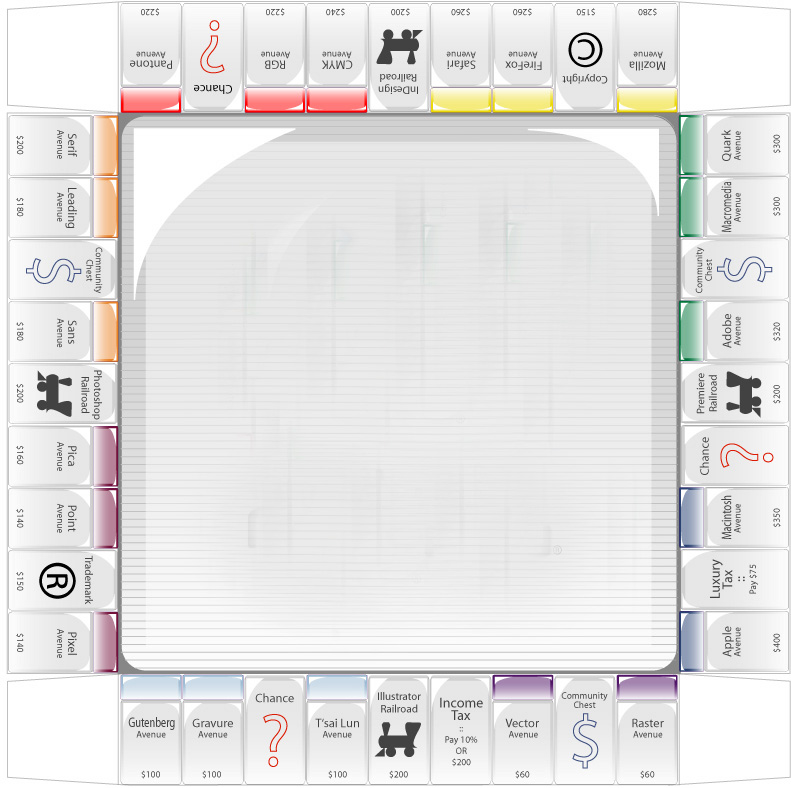 $220
Pantone
Avenue
Chance
$220
RGB
Avenue
$240
CMYK
Avenue
$200
InDesign
Railroad
$260
Safari
Avenue
$260
FireFox
Avenue
$150
©
Copyright
$280
Mozilla
Avenue
Serif
Avenue
$200
Leading
Avenue
$180
Community
Chest
$
Sans
Avenue
$180
Photoshop
Railroad
$200
Pica
Avenue
$160
Point
Avenue
$140
Trademark
®
$150
Pixel
Avenue
$140
Quark
Avenue
$300
Macromedia
Avenue
$300
Community
Chest
$
Adobe
Avenue
$320
Premiere
Railroad
$200
Chance
?
Macintosh
Avenue
$350
Luxury
Tax
::
Pay $75
Apple
Avenue
$400
®
Gutenberg
Avenue
$100
Gravure
Avenue
$100
Chance
?
T'sai Lun
Avenue
$100
Illustrator
Railroad
$200
Income
Tax
::
Pay 10%
OR
$200
Vector
Avenue
$60
Community
Chest
$
Raster
Avenue
$60